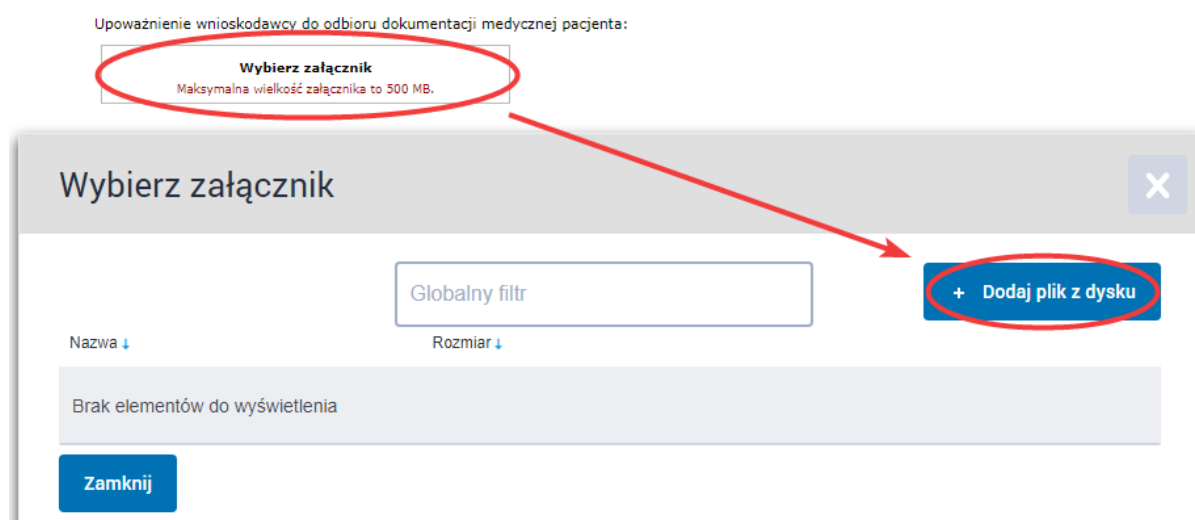 Upoważnienie wnioskodawcy do odbioru dokumentacji medycznej pacjenta:
Wybierz załącznik
Maksymalna wielkość załącznika to 500 MB.
Wybierz załącznik
Globalny filtr
+ Dodaj plik z dysku
Nazwa ↓ Rozmiar ↓
Brak elementów do wyświetlenia
Zamknij